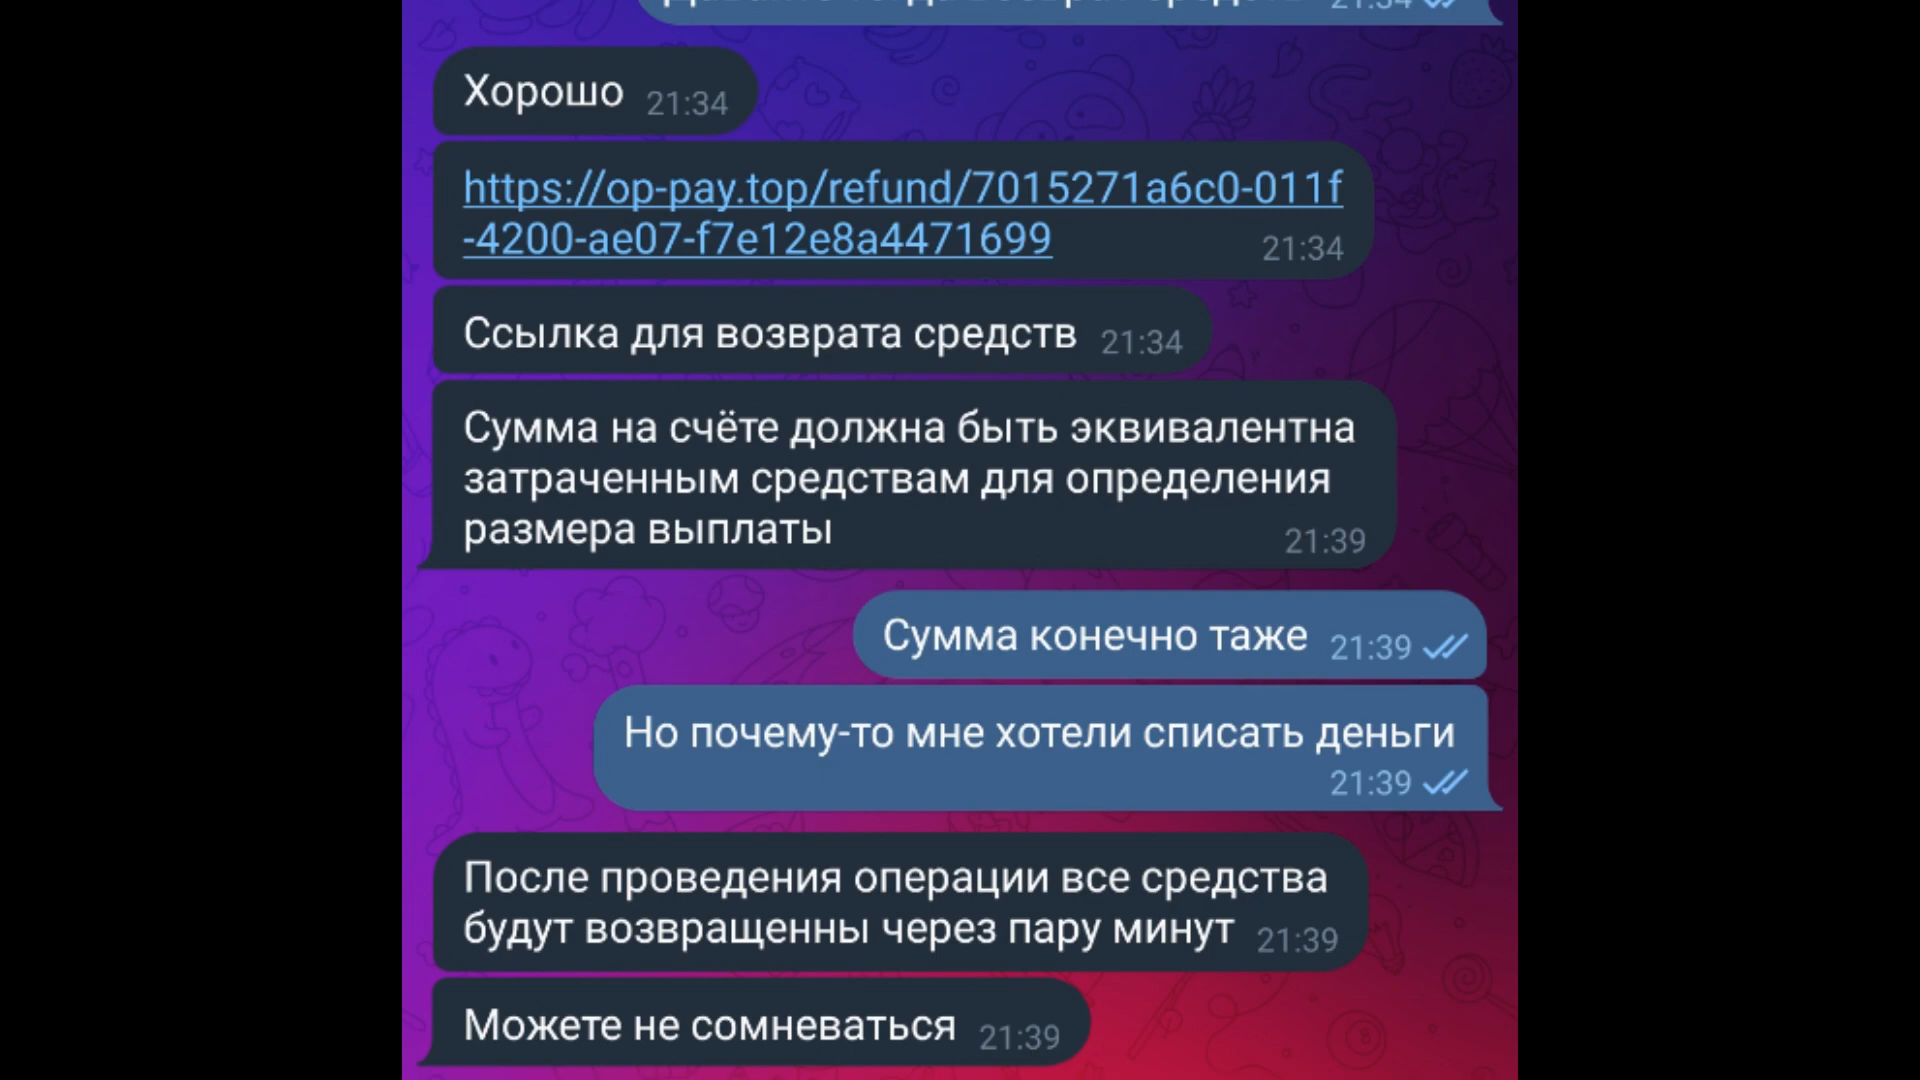 21:34
Хорошо 21:34
https://op-pay.top/refund/7015271a6c0-011f
-4200-ae07-f7e12e8a4471699 21:34
Ссылка для возврата средств 21:34
Сумма на счёте должна быть эквивалентна
затраченным средствам для определения
размера выплаты 21:39
Сумма конечно таже 21:39
Но почему-то мне хотели списать деньги
21:39
После проведения операции все средства
будут возвращенны через пару минут 21:39
Можете не сомневаться 21:39